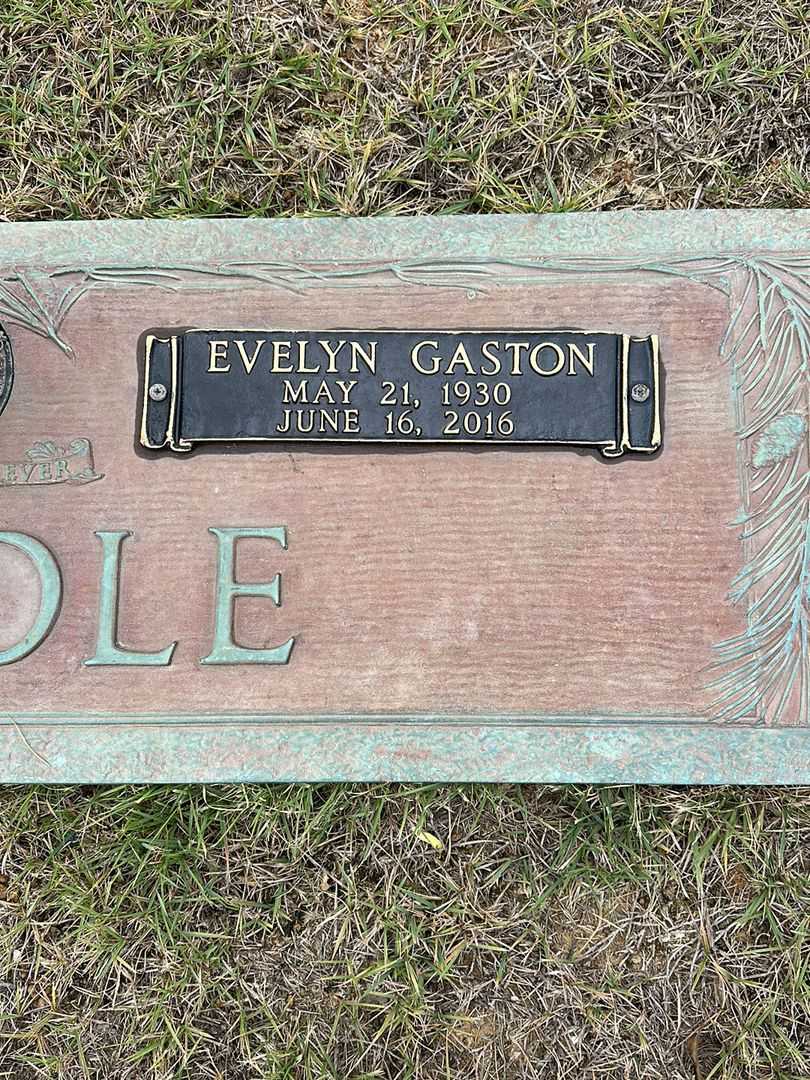 EVELYN GASTON
MAY 21, 1930
JUNE 16, 2016
EVER
OLE